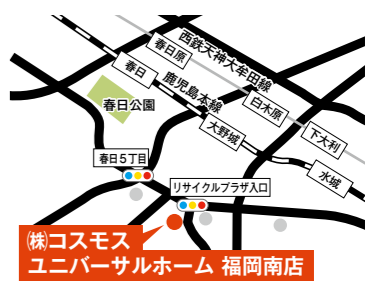 西鉄天神大牟田線
春日原
春日
鹿児島本線
白木原
春日公園
大野城
下大利
水城
春日5丁目
リサイクルプラザ入口
㈱コスモス
ユニバーサルホーム 福岡南店